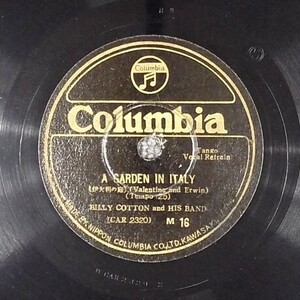 Columbia
Columbia
Tango
Vocal Refrain
A GARDEN IN ITALY
(伊太利の庭) (Valentine and Erwin)
(Tempo 25)
BILLY COTTON and HIS BAND
(CAR 2320) M 16
MADE BY NIPPON COLUMBIA CO., LTD. KAWASAKI